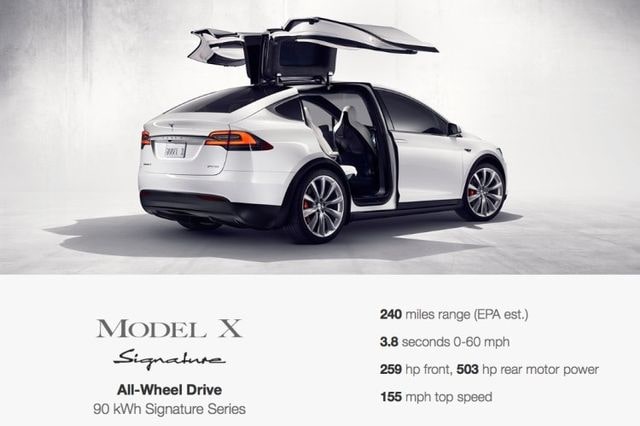 MODEL X
Signature
All-Wheel Drive
90 kWh Signature Series
240 miles range (EPA est.)
3.8 seconds 0-60 mph
259 hp front, 503 hp rear motor power
155 mph top speed